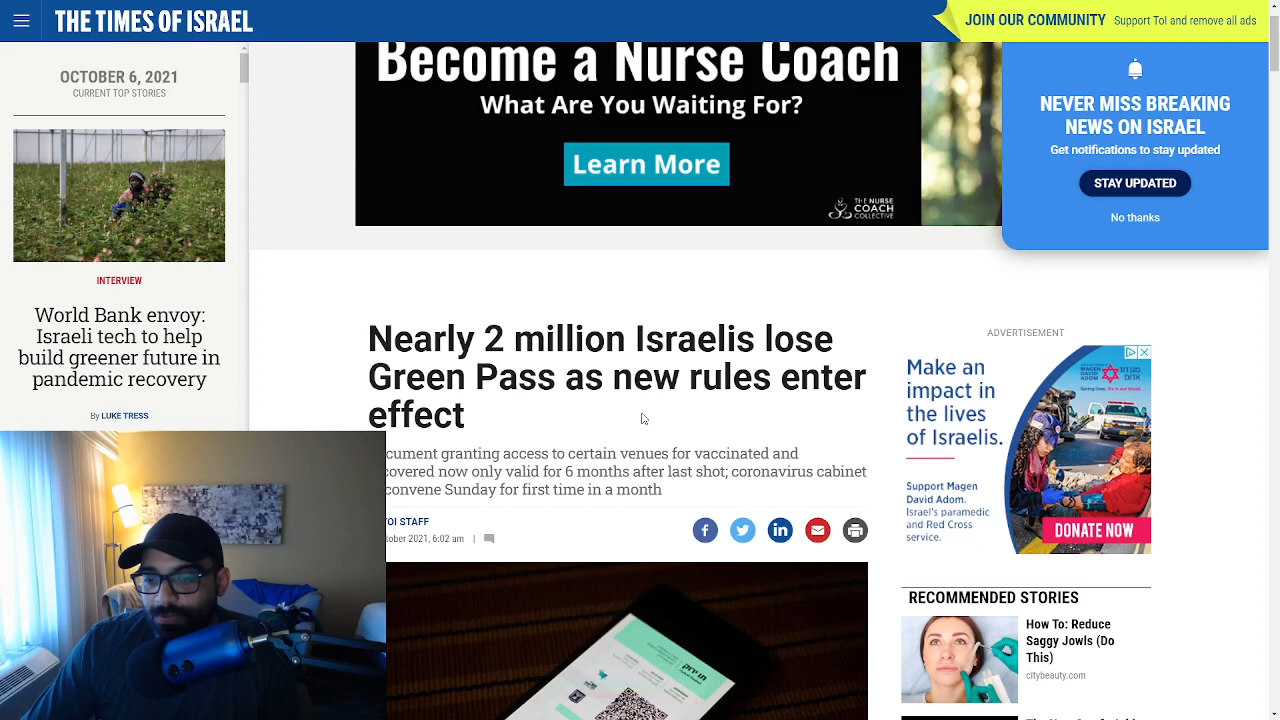 THE TIMES OF ISRAEL
JOIN OUR COMMUNITY Support ToI and remove all ads
OCTOBER 6, 2021
CURRENT TOP STORIES
INTERVIEW
World Bank envoy:
Israeli tech to help
build greener future in
pandemic recovery
By LUKE TRESS
Become a Nurse Coach
What Are You Waiting For?
Learn More
THE NURSE
COACH
COLLECTIVE
NEVER MISS BREAKING
NEWS ON ISRAEL
Get notifications to stay updated
STAY UPDATED
No thanks
Nearly 2 million Israelis lose
Green Pass as new rules enter
effect
cument granting access to certain venues for vaccinated and
covered now only valid for 6 months after last shot; coronavirus cabinet
convene Sunday for first time in a month
TOI STAFF
tober 2021, 6:02 am
ADVERTISEMENT
Make an
impact in
the lives
of Israelis.
Support Magen
David Adom.
Israel's paramedic
and Red Cross
service.
DONATE NOW
RECOMMENDED STORIES
How To: Reduce
Saggy Jowls (Do
This)
citybeauty.com